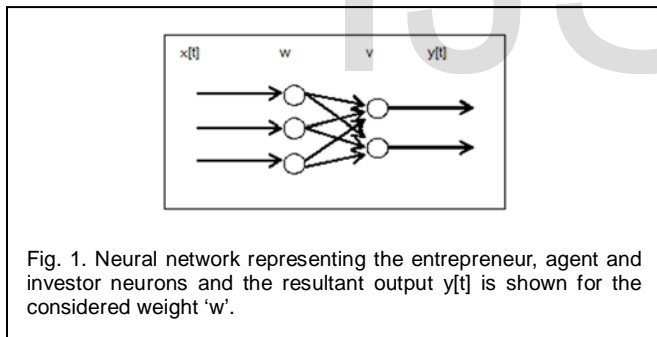 x[t] w v y[t]
Fig. 1. Neural network representing the entrepreneur, agent and
investor neurons and the resultant output y[t] is shown for the
considered weight ‘w’.